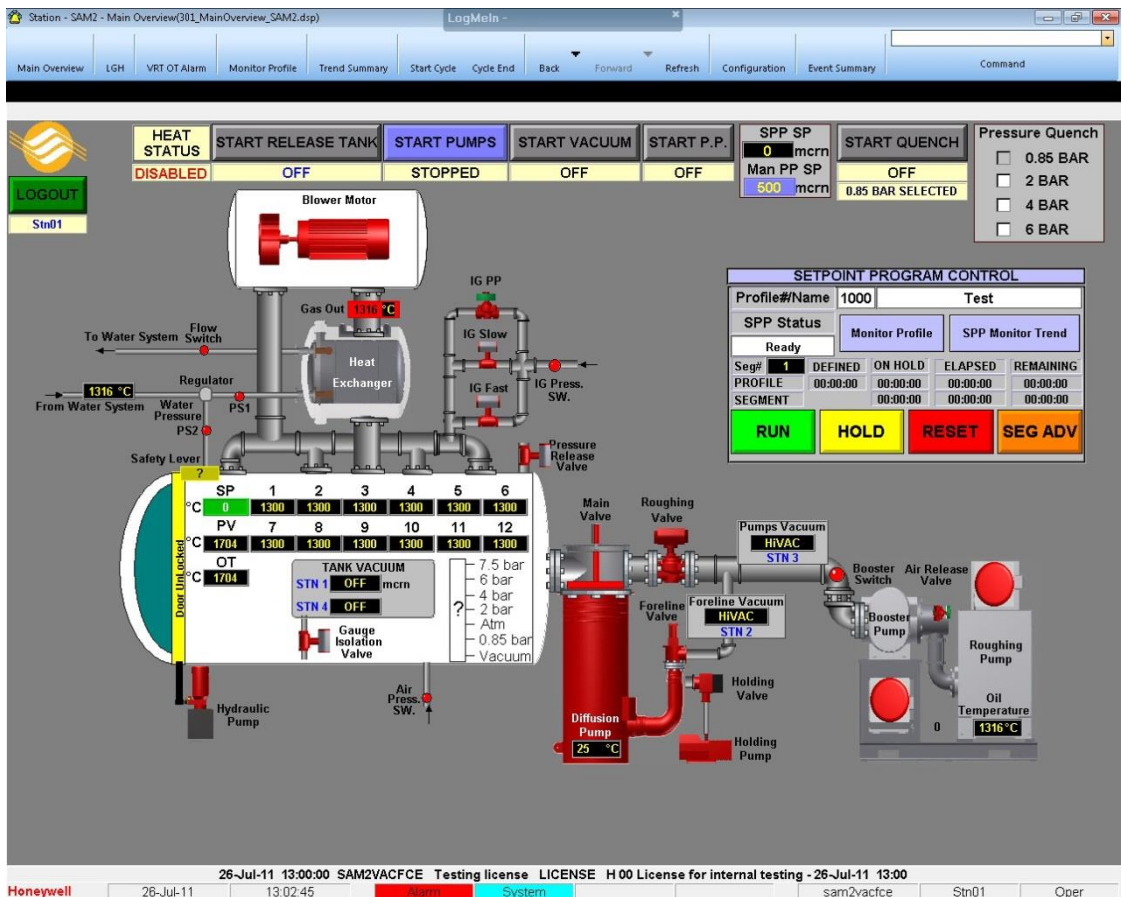 Station - SAM2 - Main Overview(301_MainOverview_SAM2.dsp)
LogMeIn -
Main Overview LGH VRT OT Alarm Monitor Profile Trend Summary Start Cycle Cycle End Back Forward Refresh Configuration Event Summary Command
HEAT STATUS
DISABLED
START RELEASE TANK
OFF
START PUMPS
STOPPED
START VACUUM
OFF
START P.P.
OFF
SPP SP
0 mcrn
Man PP SP
500 mcrn
START QUENCH
OFF
0.85 BAR SELECTED
Pressure Quench
0.85 BAR
2 BAR
4 BAR
6 BAR
LOGOUT
Stn01
Blower Motor
Gas Out 1316 °C
Heat
Exchanger
IG PP
IG Slow
IG Fast
IG Press.
SW.
Flow
Switch
To Water System
1316 °C
From Water System
Regulator
Water
Pressure
PS1
PS2
Safety Lever
?
Pressure
Release
Valve
SETPOINT PROGRAM CONTROL
Profile#/Name 1000 Test
SPP Status
Ready
Monitor Profile
SPP Monitor Trend
Seg# 1 DEFINED ON HOLD ELAPSED REMAINING
PROFILE 00:00:00 00:00:00 00:00:00 00:00:00
SEGMENT 00:00:00 00:00:00 00:00:00
RUN HOLD RESET SEG ADV
Door UnLocked
SP 1 2 3 4 5 6
°C 0 1300 1300 1300 1300 1300 1300
PV 7 8 9 10 11 12
°C 1704 1300 1300 1300 1300 1300 1300
OT
°C 1704
TANK VACUUM
STN 1 OFF mcrn
STN 4 OFF
Gauge
Isolation
Valve
7.5 bar
6 bar
4 bar
? 2 bar
Atm
0.85 bar
Vacuum
Hydraulic
Pump
Air
Press.
SW.
Main
Valve
Roughing
Valve
Pumps Vacuum
HiVAC
STN 3
Foreline
Valve
Foreline Vacuum
HiVAC
STN 2
Booster
Switch
Air Release
Valve
Booster
Pump
Roughing
Pump
Oil
Temperature
1316°C
0
Holding
Valve
Holding
Pump
Diffusion
Pump
25 °C
26-Jul-11 13:00:00 SAM2VACFCE Testing license LICENSE H 00 License for internal testing - 26-Jul-11 13:00
Honeywell 26-Jul-11 13:02:45 Alarm System sam2vacfce Stn01 Oper